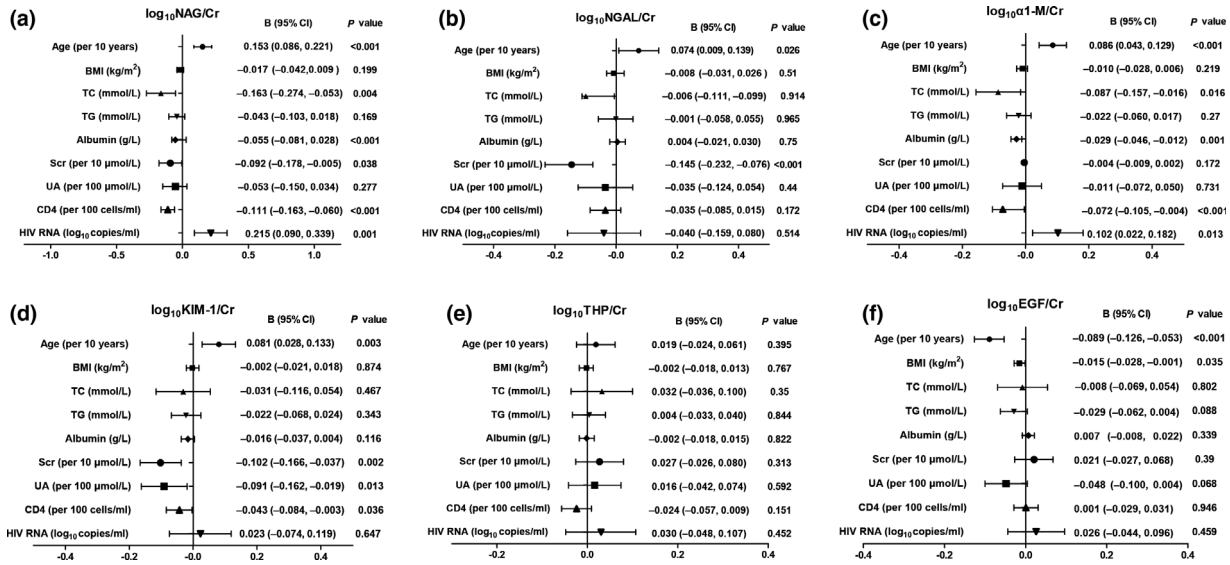 (a)
log₁₀NAG/Cr
B (95% CI) P value
Age (per 10 years) 0.153 (0.086, 0.221) <0.001
BMI (kg/m²) −0.017 (−0.042,0.009 ) 0.199
TC (mmol/L) −0.163 (−0.274, −0.053) 0.004
TG (mmol/L) −0.043 (−0.103, 0.018) 0.169
Albumin (g/L) −0.055 (−0.081, 0.028) <0.001
Scr (per 10 μmol/L) −0.092 (−0.178, −0.005) 0.038
UA (per 100 μmol/L) −0.053 (−0.150, 0.034) 0.277
CD4 (per 100 cells/ml) −0.111 (−0.163, −0.060) <0.001
HIV RNA (log₁₀ copies/ml) 0.215 (0.090, 0.339) 0.001
−1.0 −0.5 0.0 0.5 1.0
(b)
log₁₀NGAL/Cr
B (95% CI) P value
Age (per 10 years) 0.074 (0.009, 0.139) 0.026
BMI (kg/m²) −0.008 (−0.031, 0.026 ) 0.51
TC (mmol/L) −0.006 (−0.111, −0.099) 0.914
TG (mmol/L) −0.001 (−0.058, 0.055) 0.965
Albumin (g/L) 0.004 (−0.021, 0.030) 0.75
Scr (per 10 μmol/L) −0.145 (−0.232, −0.076) <0.001
UA (per 100 μmol/L) −0.035 (−0.124, 0.054) 0.44
CD4 (per 100 cells/ml) −0.035 (−0.085, 0.015) 0.172
HIV RNA (log₁₀ copies/ml) −0.040 (−0.159, 0.080) 0.514
−0.2 0.0 0.2 0.4
(c)
log₁₀α1-M/Cr
B (95% CI) P value
Age (per 10 years) 0.086 (0.043, 0.129) <0.001
BMI (kg/m²) −0.010 (−0.028, 0.006) 0.219
TC (mmol/L) −0.087 (−0.157, −0.016) 0.016
TG (mmol/L) −0.022 (−0.060, 0.017) 0.27
Albumin (g/L) −0.029 (−0.046, −0.012) 0.001
Scr (per 10 μmol/L) −0.004 (−0.009, 0.002) 0.172
UA (per 100 μmol/L) −0.011 (−0.072, 0.050) 0.731
CD4 (per 100 cells/ml) −0.072 (−0.105, −0.004) <0.001
HIV RNA (log₁₀ copies/ml) 0.102 (0.022, 0.182) 0.013
−0.2 0.0 0.2 0.4
(d)
log₁₀KIM-1/Cr
B (95% CI) P value
Age (per 10 years) 0.081 (0.028, 0.133) 0.003
BMI (kg/m²) −0.002 (−0.021, 0.018) 0.874
TC (mmol/L) −0.031 (−0.116, 0.054) 0.467
TG (mmol/L) −0.022 (−0.068, 0.024) 0.343
Albumin (g/L) −0.016 (−0.037, 0.004) 0.116
Scr (per 10 μmol/L) −0.102 (−0.166, −0.037) 0.002
UA (per 100 μmol/L) −0.091 (−0.162, −0.019) 0.013
CD4 (per 100 cells/ml) −0.043 (−0.084, −0.003) 0.036
HIV RNA (log₁₀ copies/ml) 0.023 (−0.074, 0.119) 0.647
−0.4 −0.2 0.0 0.2 0.4
(e)
log₁₀THP/Cr
B (95% CI) P value
Age (per 10 years) 0.019 (−0.024, 0.061) 0.395
BMI (kg/m²) −0.002 (−0.018, 0.013) 0.767
TC (mmol/L) 0.032 (−0.036, 0.100) 0.35
TG (mmol/L) 0.004 (−0.033, 0.040) 0.844
Albumin (g/L) −0.002 (−0.018, 0.015) 0.822
Scr (per 10 μmol/L) 0.027 (−0.026, 0.080) 0.313
UA (per 100 μmol/L) 0.016 (−0.042, 0.074) 0.592
CD4 (per 100 cells/ml) −0.024 (−0.057, 0.009) 0.151
HIV RNA (log₁₀ copies/ml) 0.030 (−0.048, 0.107) 0.452
−0.2 0.0 0.2 0.4
(f)
log₁₀EGF/Cr
B (95% CI) P value
Age (per 10 years) −0.089 (−0.126, −0.053) <0.001
BMI (kg/m²) −0.015 (−0.028, −0.001) 0.035
TC (mmol/L) −0.008 (−0.069, 0.054) 0.802
TG (mmol/L) −0.029 (−0.062, 0.004) 0.088
Albumin (g/L) 0.007 (−0.008, 0.022) 0.339
Scr (per 10 μmol/L) 0.021 (−0.027, 0.068) 0.39
UA (per 100 μmol/L) −0.048 (−0.100, 0.004) 0.068
CD4 (per 100 cells/ml) 0.001 (−0.029, 0.031) 0.946
HIV RNA (log₁₀ copies/ml) 0.026 (−0.044, 0.096) 0.459
−0.2 0.0 0.2 0.4